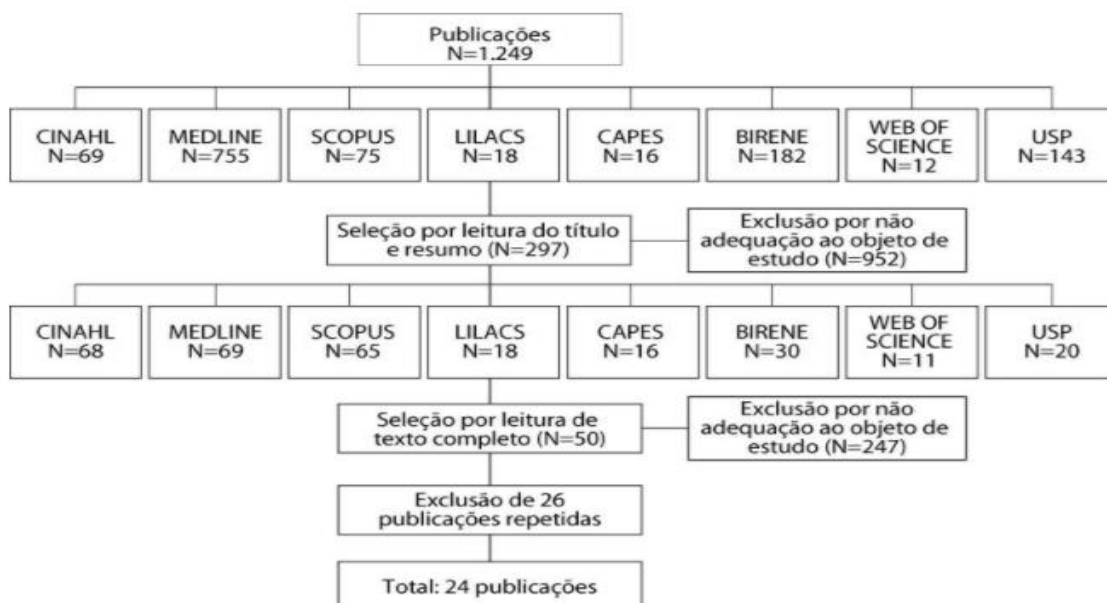 Publicações
N=1.249
CINAHL
N=69
MEDLINE
N=755
SCOPUS
N=75
LILACS
N=18
CAPES
N=16
BIRENE
N=182
WEB OF
SCIENCE
N=12
USP
N=143
Seleção por leitura do título
e resumo (N=297)
Exclusão por não
adequação ao objeto de
estudo (N=952)
CINAHL
N=68
MEDLINE
N=69
SCOPUS
N=65
LILACS
N=18
CAPES
N=16
BIRENE
N=30
WEB OF
SCIENCE
N=11
USP
N=20
Seleção por leitura de
texto completo (N=50)
Exclusão por não
adequação ao objeto de
estudo (N=247)
Exclusão de 26
publicações repetidas
Total: 24 publicações